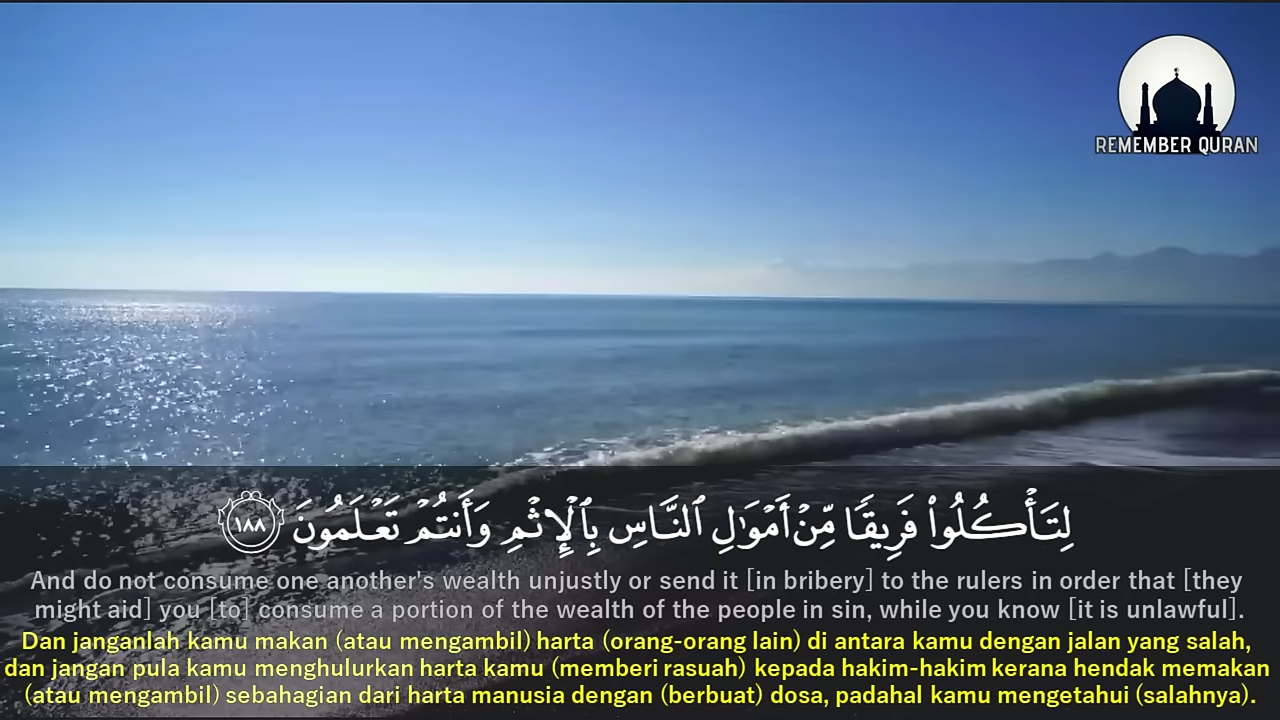 REMEMBER QURAN
لِتَأْكُلُوا۟ فَرِيقًا مِّنْ أَمْوَٰلِ ٱلنَّاسِ بِٱلْإِثْمِ وَأَنتُمْ تَعْلَمُونَ ١٨٨
And do not consume one another's wealth unjustly or send it [in bribery] to the rulers in order that [they
might aid] you [to] consume a portion of the wealth of the people in sin, while you know [it is unlawful].
Dan janganlah kamu makan (atau mengambil) harta (orang-orang lain) di antara kamu dengan jalan yang salah,
dan jangan pula kamu menghulurkan harta kamu (memberi rasuah) kepada hakim-hakim kerana hendak memakan
(atau mengambil) sebahagian dari harta manusia dengan (berbuat) dosa, padahal kamu mengetahui (salahnya).